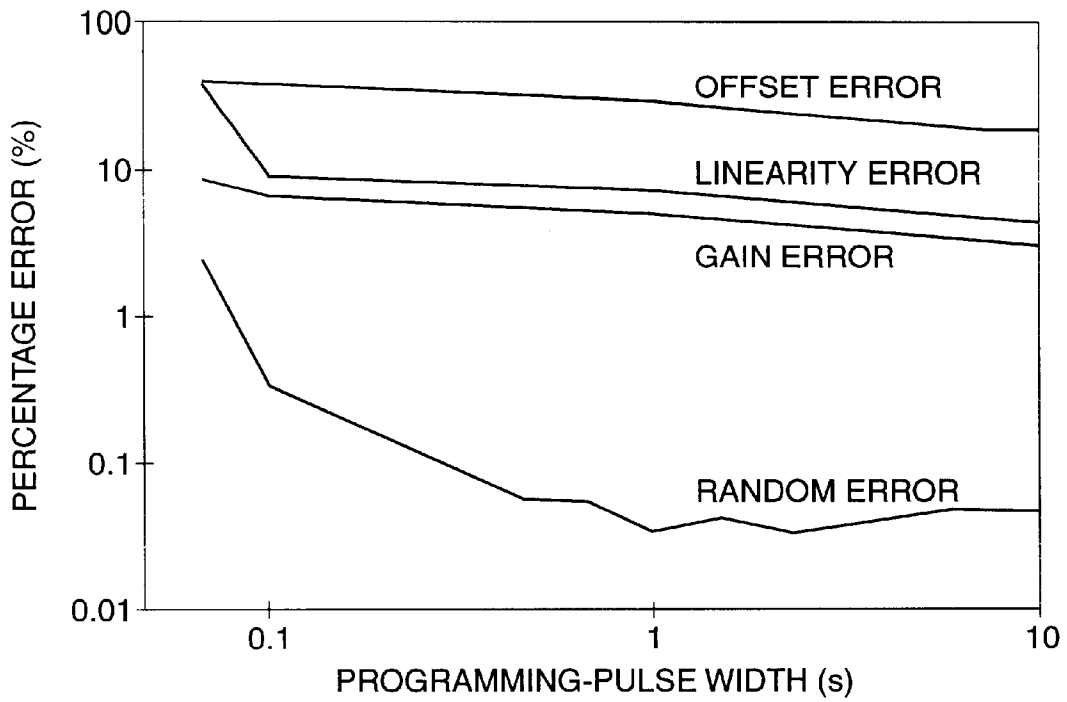 100
10
1
0.1
0.01
PERCENTAGE ERROR (%)
OFFSET ERROR
LINEARITY ERROR
GAIN ERROR
RANDOM ERROR
0.1
1
10
PROGRAMMING-PULSE WIDTH (s)